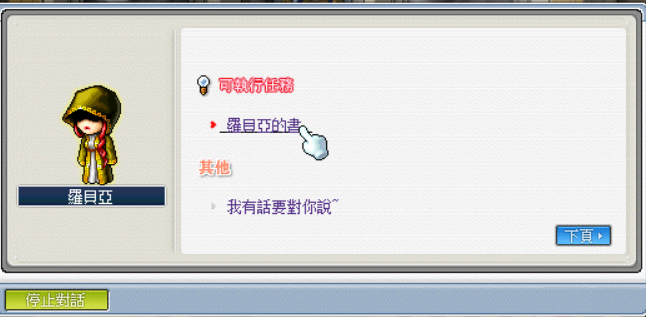 可執行任務
羅貝亞的書
其他
羅貝亞
我有話要對你說~
下頁
停止對話